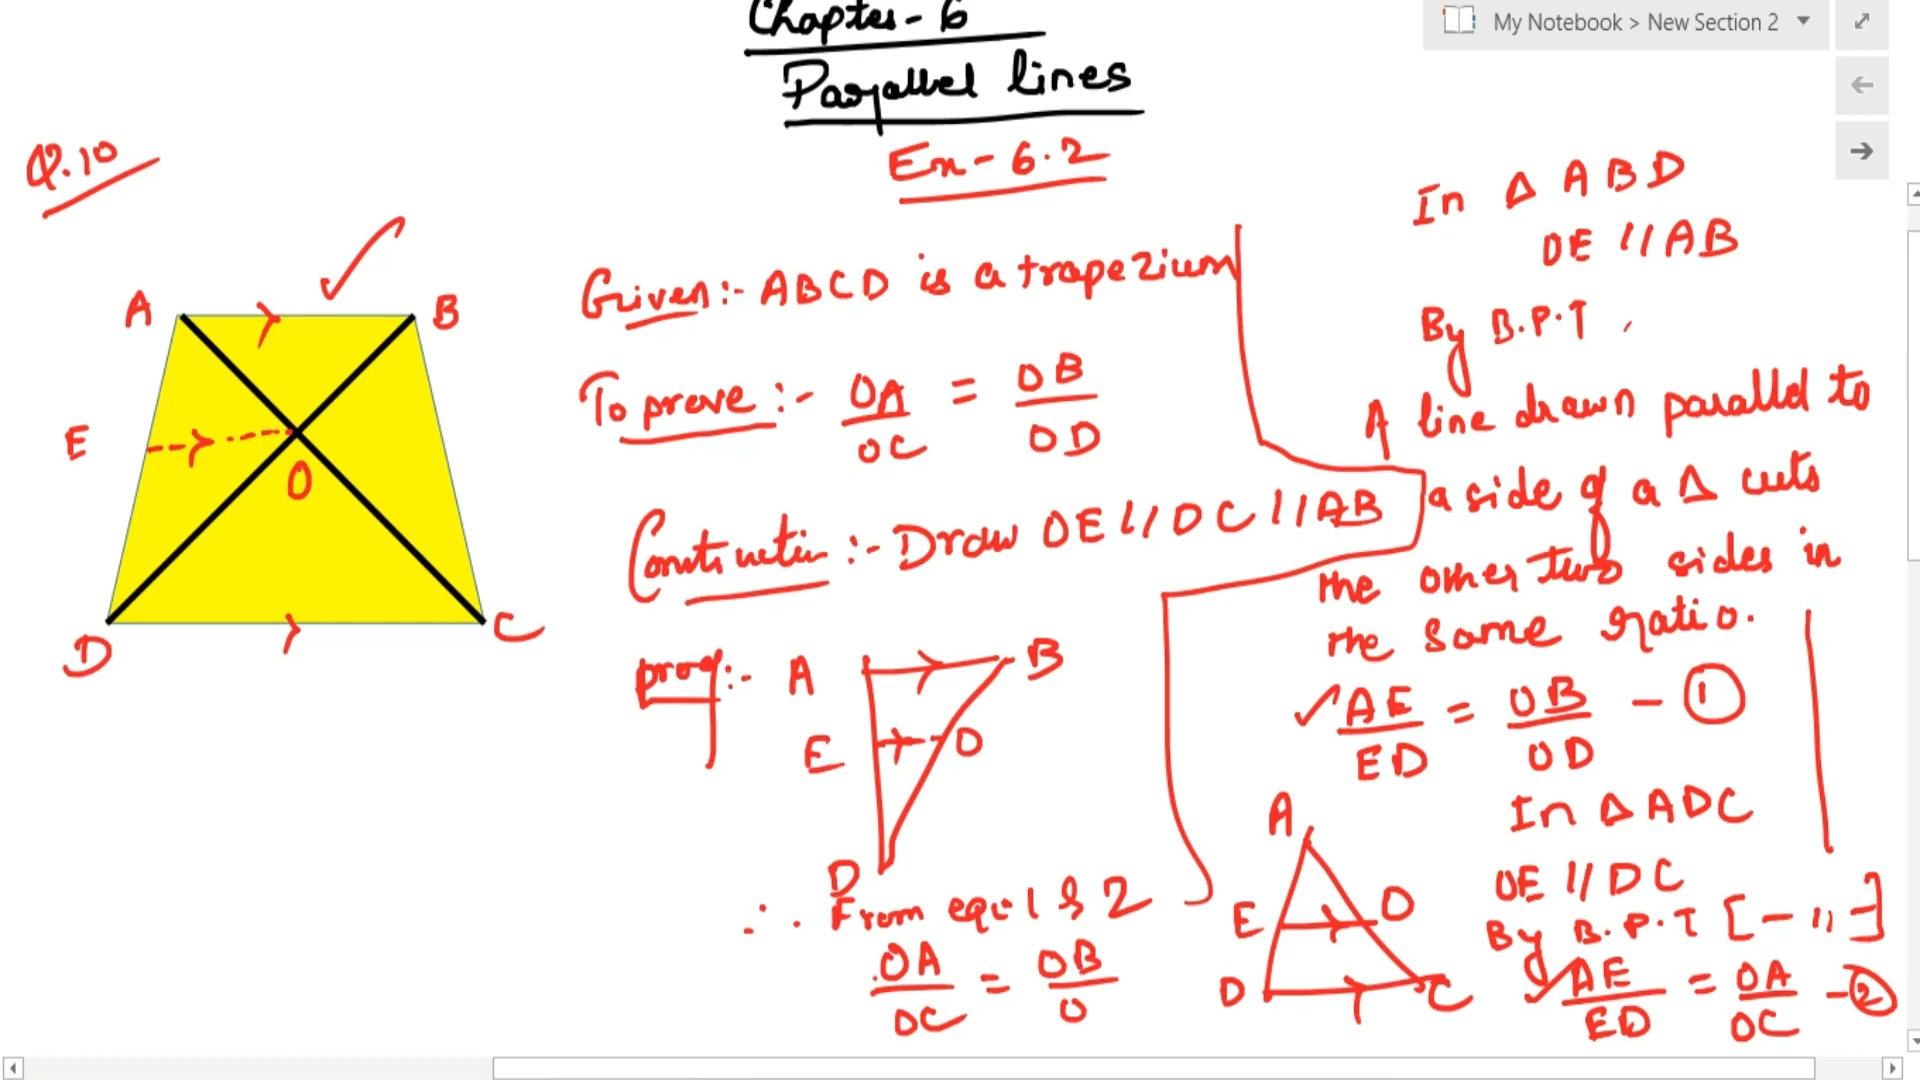 Chapter - 6
Parallel lines
Ex - 6.2
My Notebook > New Section 2
Q.10
A
B
E
O
D
C
Given :- ABCD is a trapezium
To prove :- OA/OC = OB/OD
Construction :- Draw OE // DC // AB
proof :-
A
B
E
O
D
∴ From equ 1 & 2
OA/OC = OB/O
In Δ ABD
OE // AB
By B.P.T,
A line drawn parallel to
a side of a Δ cuts
the other two sides in
the same ratio.
✓ AE/ED = OB/OD - ①
In Δ ADC
OE // DC
By B.P.T [ - ,, - ]
✓ AE/ED = OA/OC - ②
A
E
O
D
C